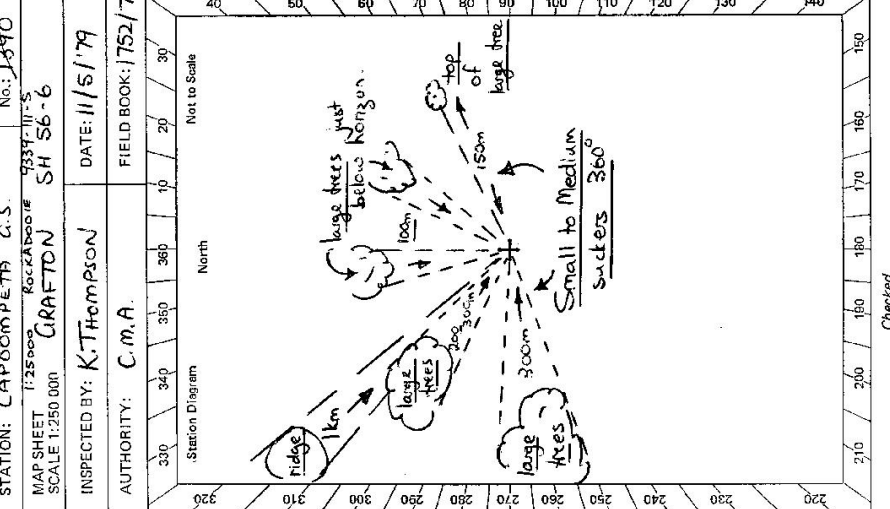 STATION: CAPOOMPETA G.S. No.: 1390
1:25000 ROCKADOOIE 9339-III-S
MAP SHEET
SCALE 1:250 000 GRAFTON SH 56-6
INSPECTED BY: K. THOMPSON DATE: 11/5/79
AUTHORITY: C.M.A. FIELD BOOK: 1752/
330 340 350 360 10 20 30
Station Diagram North Not to Scale
ridge
1km
large
trees
200
300m
large trees just
below horizon.
100m
top
of
large tree
150m
large
trees
300m
Small to Medium
suckers 360°
320 310 300 290 280 270 260 250 240 230 220
40 50 60 70 80 90 100 110 120 130 140
210 200 190 180 170 160 150
Checked